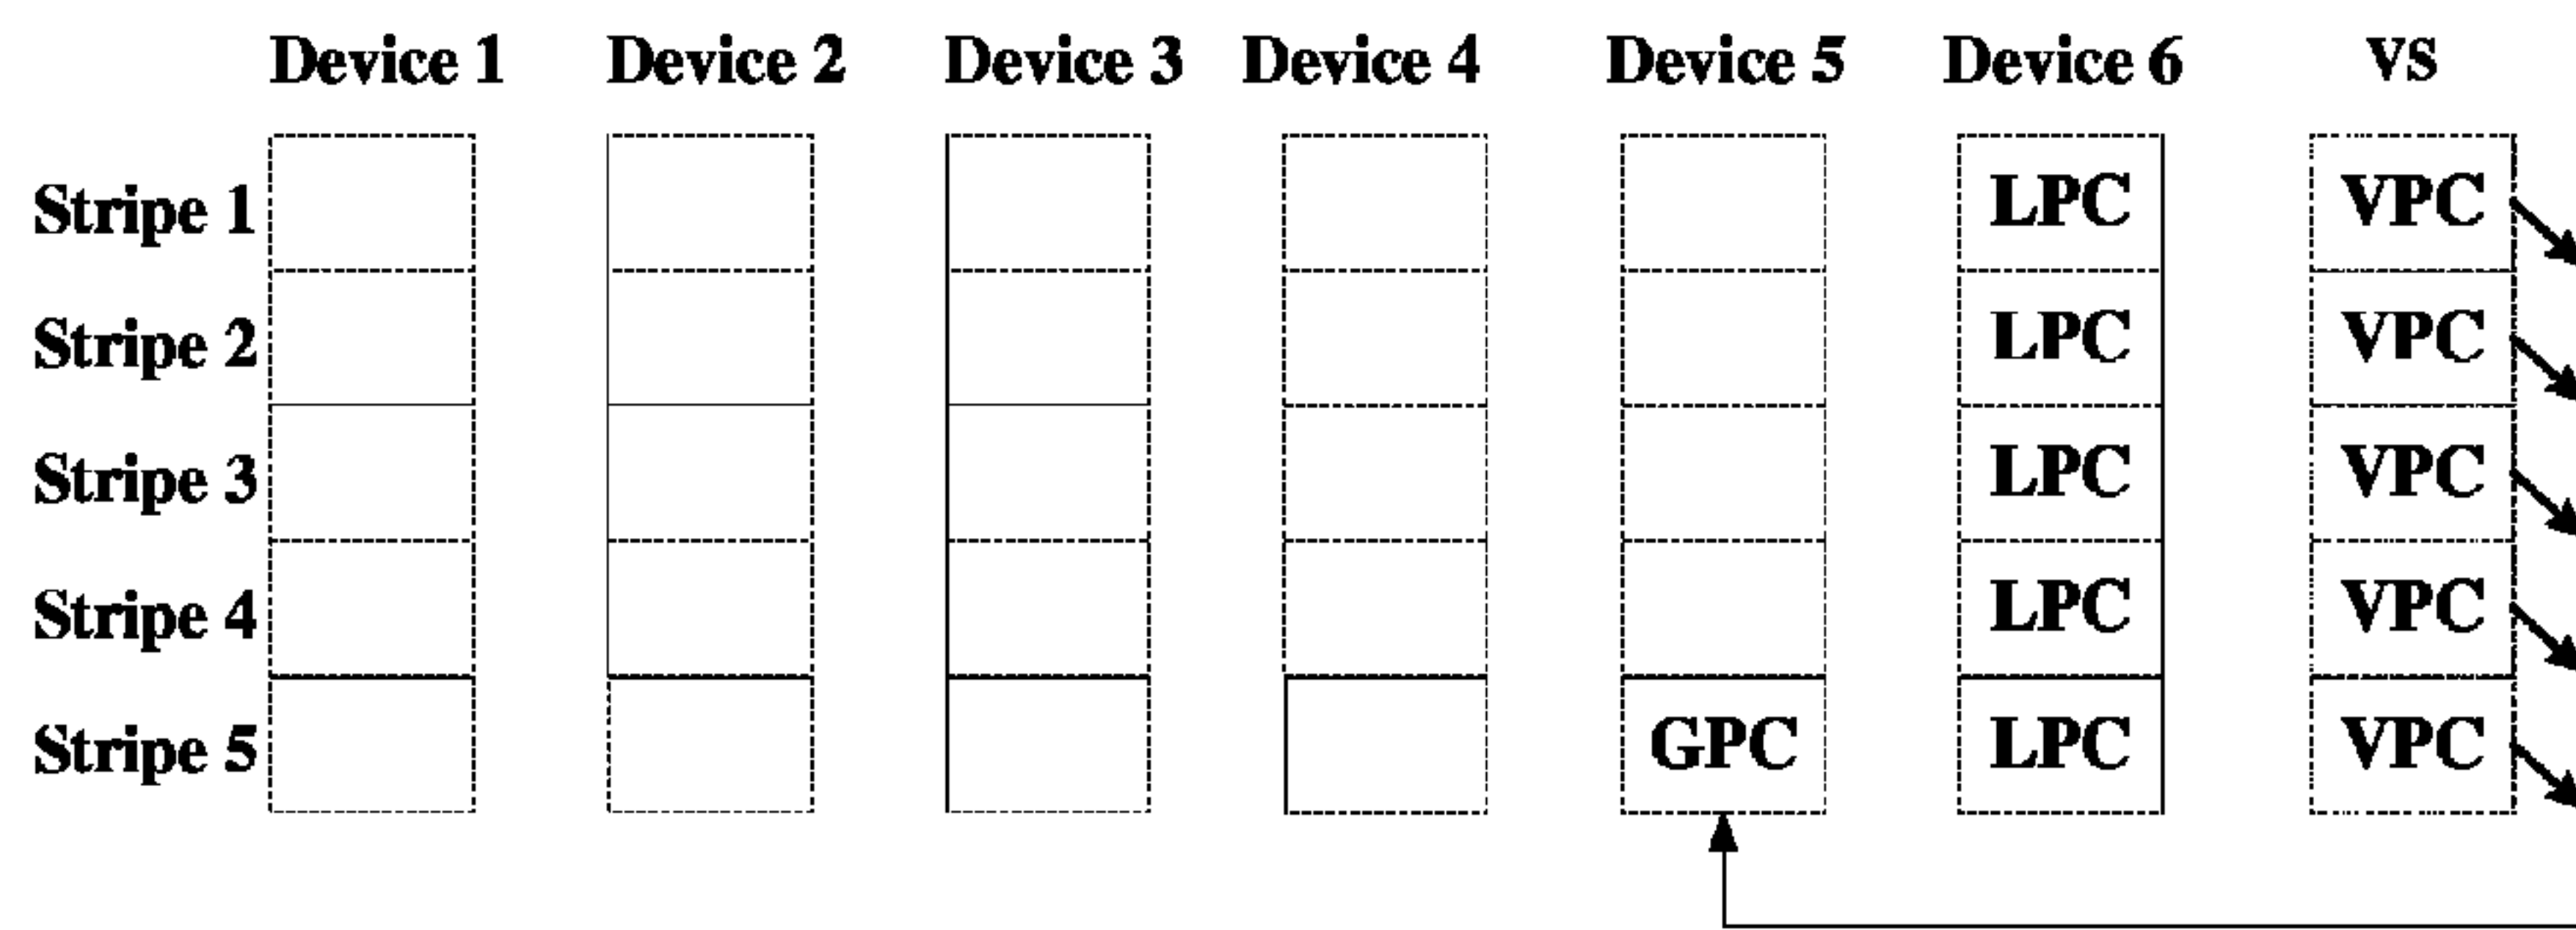 Device 1 Device 2 Device 3 Device 4 Device 5 Device 6 VS
Stripe 1 LPC VPC
Stripe 2 LPC VPC
Stripe 3 LPC VPC
Stripe 4 LPC VPC
Stripe 5 GPC LPC VPC